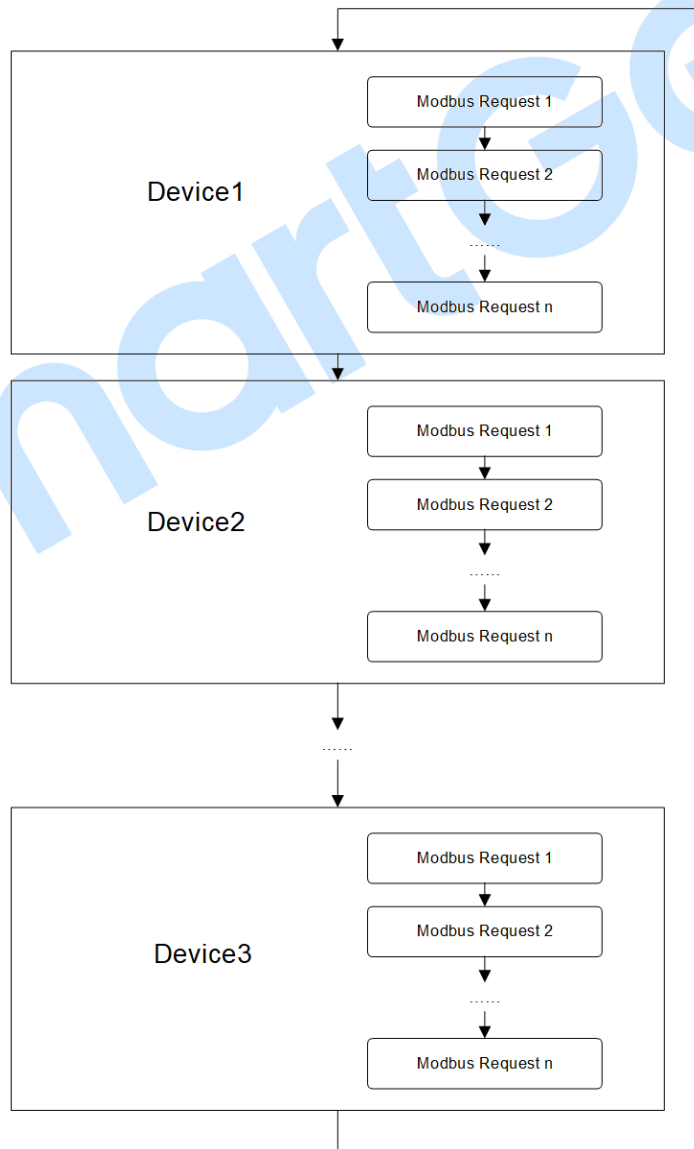 Device1
Modbus Request 1
Modbus Request 2
......
Modbus Request n
Device2
Modbus Request 1
Modbus Request 2
......
Modbus Request n
......
Device3
Modbus Request 1
Modbus Request 2
......
Modbus Request n